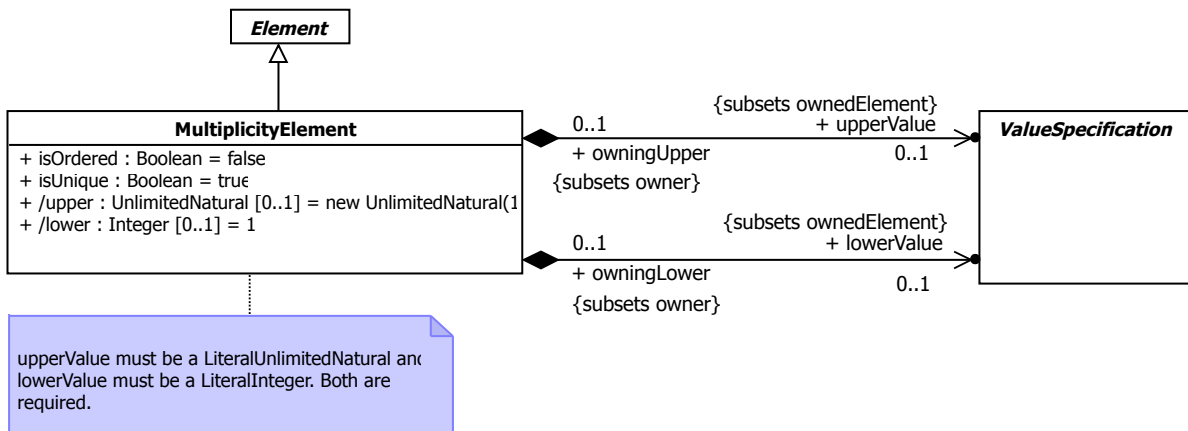 Element
MultiplicityElement
+ isOrdered : Boolean = false
+ isUnique : Boolean = true
+ /upper : UnlimitedNatural [0..1] = new UnlimitedNatural(1
+ /lower : Integer [0..1] = 1
0..1
+ owningUpper
{subsets owner}
{subsets ownedElement}
+ upperValue
0..1
0..1
+ owningLower
{subsets owner}
{subsets ownedElement}
+ lowerValue
0..1
ValueSpecification
upperValue must be a LiteralUnlimitedNatural and
lowerValue must be a LiteralInteger. Both are
required.